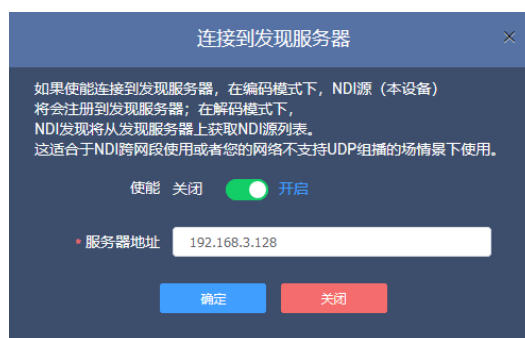 连接到发现服务器
如果使能连接到发现服务器，在编码模式下，NDI源（本设备）
将会注册到发现服务器；在解码模式下，
NDI发现将从发现服务器上获取NDI源列表。
这适合于NDI跨网段使用或者您的网络不支持UDP组播的场情景下使用。
使能 关闭 开启
* 服务器地址 192.168.3.128
确定 关闭